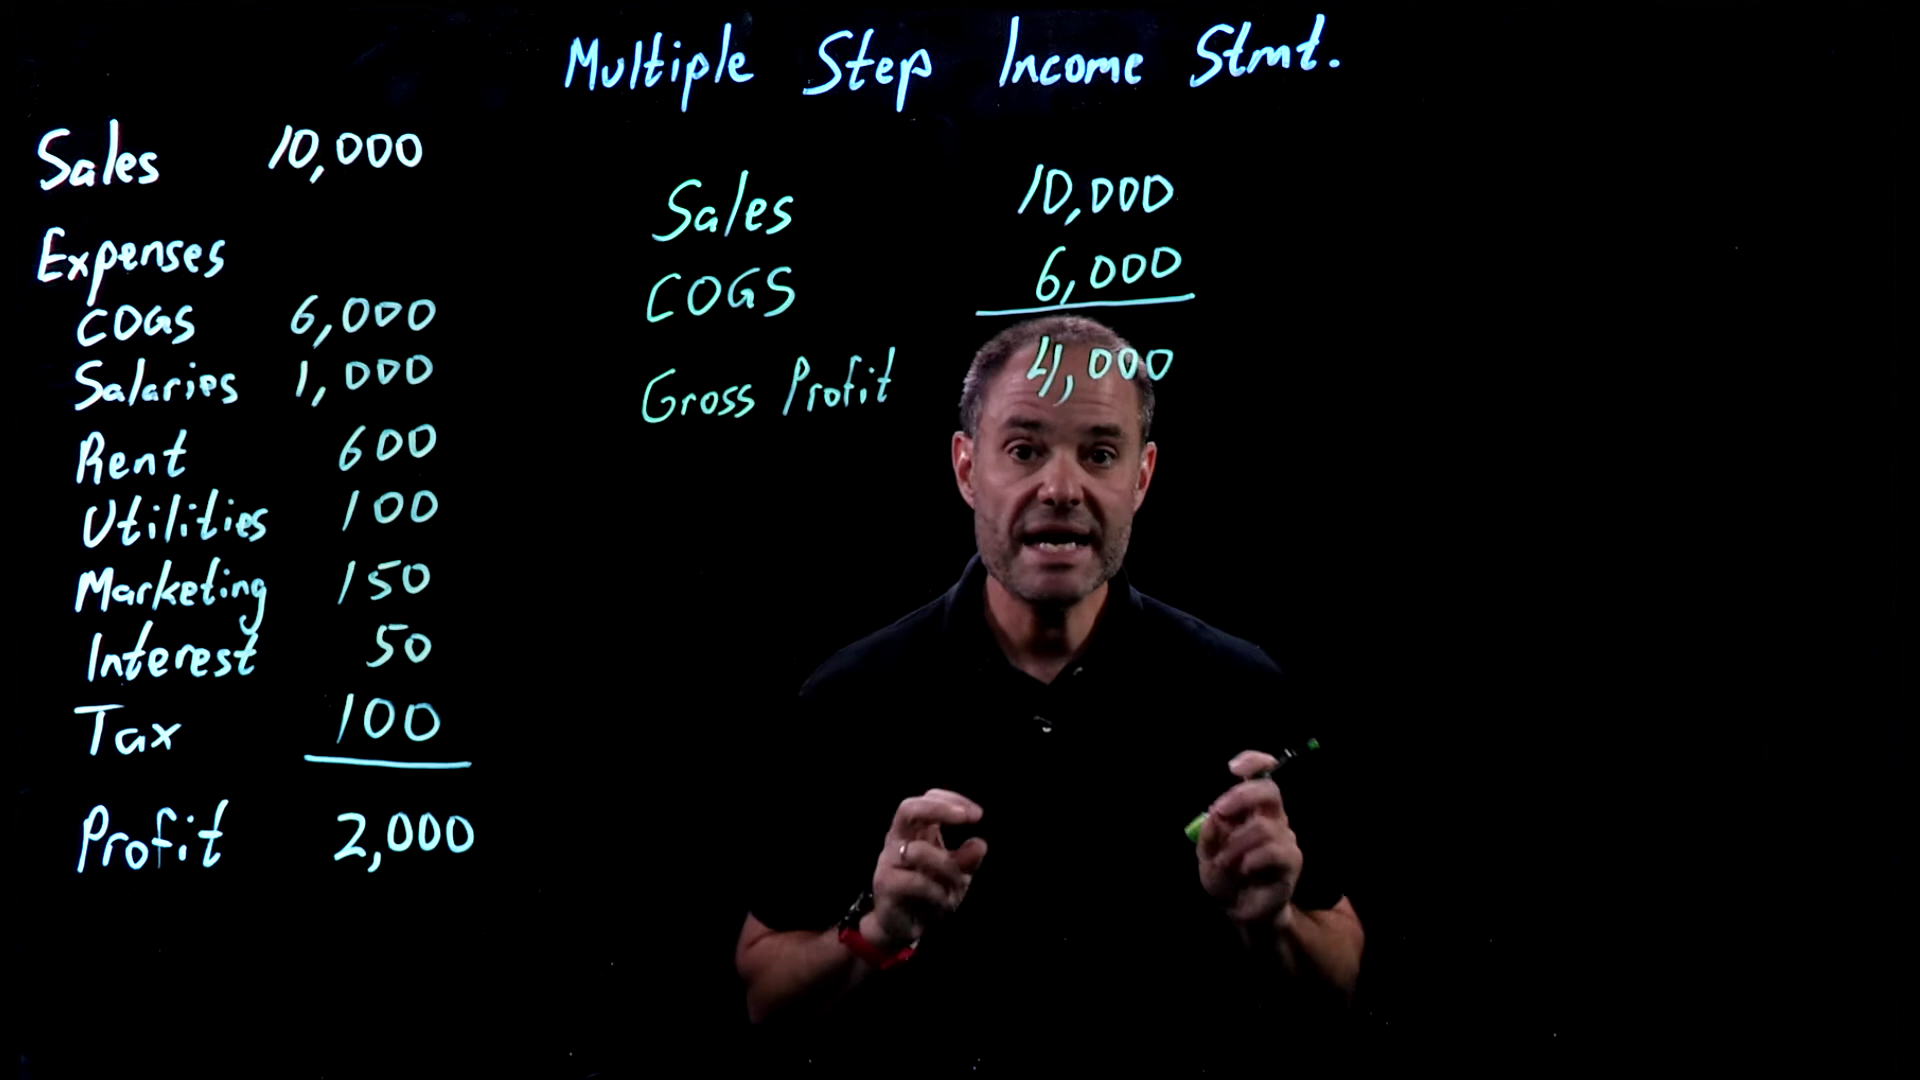 Multiple Step Income Stmt.
Sales 10,000
Expenses
COGS 6,000
Salaries 1,000
Rent 600
Utilities 100
Marketing 150
Interest 50
Tax 100
Profit 2,000
Sales 10,000
COGS 6,000
Gross Profit 4,000